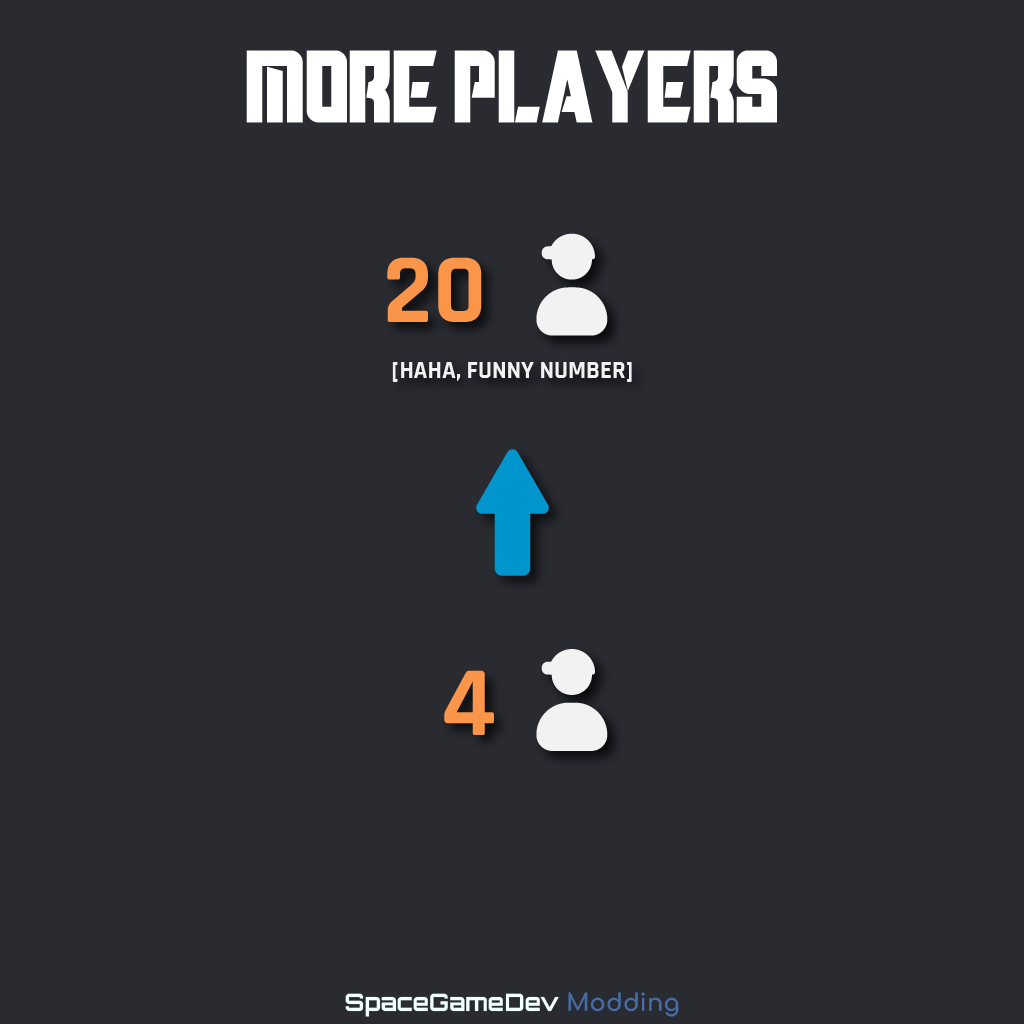 MORE PLAYERS
20
[HAHA, FUNNY NUMBER]
4
SpaceGameDev Modding